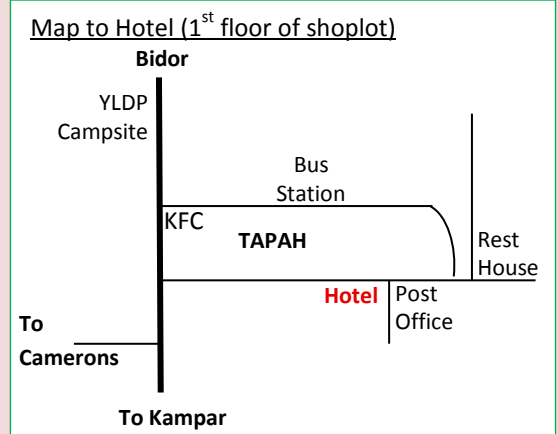 Map to Hotel (1st floor of shoplot)
Bidor
YLDP
Campsite
Bus
Station
KFC
TAPAH
Rest
House
Hotel
Post
Office
To
Camerons
To Kampar